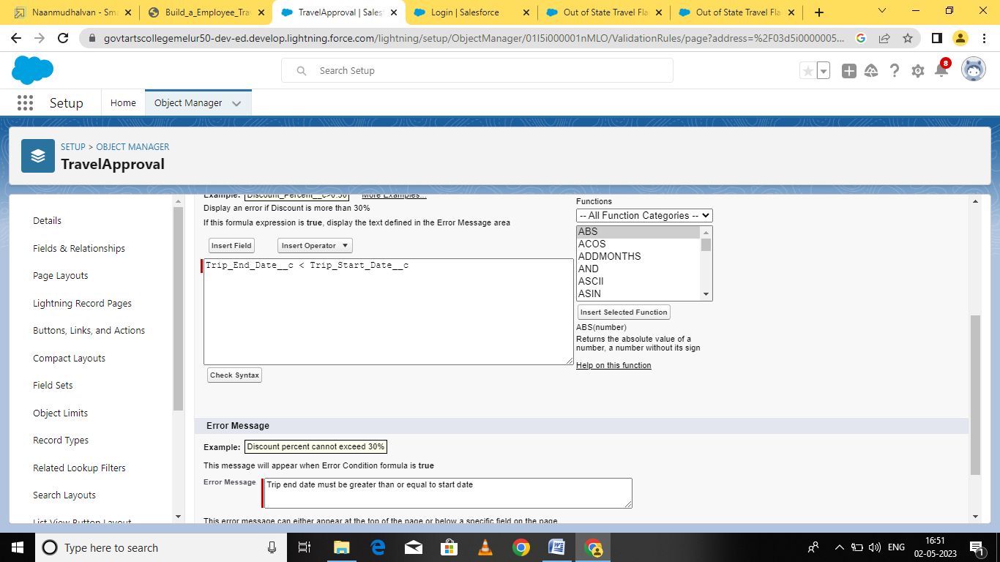 Naanmudhalvan - Sma
Build_a_Employee_Tra
TravelApproval | Sales
Login | Salesforce
Out of State Travel Fla
Out of State Travel Fla
govtartscollegemelur50-dev-ed.develop.lightning.force.com/lightning/setup/ObjectManager/01I5i000001nMLO/ValidationRules/page?address=%2F03d5i0000005...
Search Setup
8
Setup
Home
Object Manager
SETUP > OBJECT MANAGER
TravelApproval
Details
Fields & Relationships
Page Layouts
Lightning Record Pages
Buttons, Links, and Actions
Compact Layouts
Field Sets
Object Limits
Record Types
Related Lookup Filters
Search Layouts
List View Button Layout
Example: Discount_Percent__c>0.30 More Examples...
Display an error if Discount is more than 30%
If this formula expression is true, display the text defined in the Error Message area
Insert Field
Insert Operator
Trip_End_Date__c < Trip_Start_Date__c
Check Syntax
Functions
-- All Function Categories --
ABS
ACOS
ADDMONTHS
AND
ASCII
ASIN
Insert Selected Function
ABS(number)
Returns the absolute value of a
number, a number without its sign
Help on this function
Error Message
Example: Discount percent cannot exceed 30%
This message will appear when Error Condition formula is true
Error Message
Trip end date must be greater than or equal to start date
This error message can either appear at the top of the page or below a specific field on the page
Type here to search
ENG
16:51
02-05-2023
1